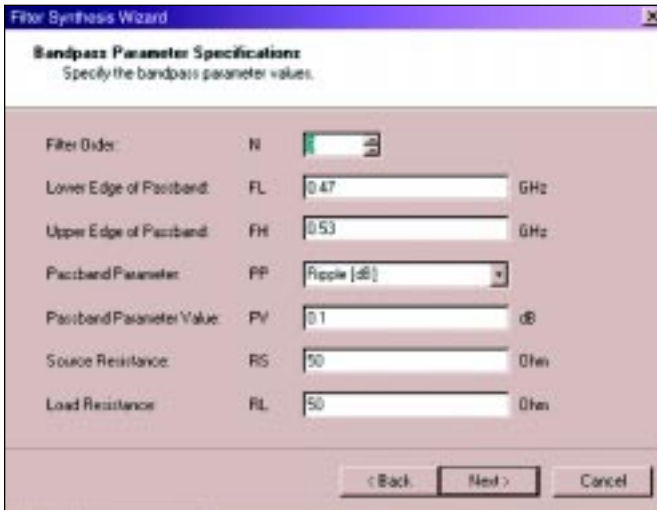 Filter Synthesis Wizard
Bandpass Parameter Specifications
Specify the bandpass parameter values.
Filter Order: N
Lower Edge of Passband: FL 0.47 GHz
Upper Edge of Passband: FH 0.53 GHz
Passband Parameter: PP Ripple [dB]
Passband Parameter Value: PV 0.1 dB
Source Resistance: RS 50 Ohm
Load Resistance: RL 50 Ohm
< Back Next > Cancel